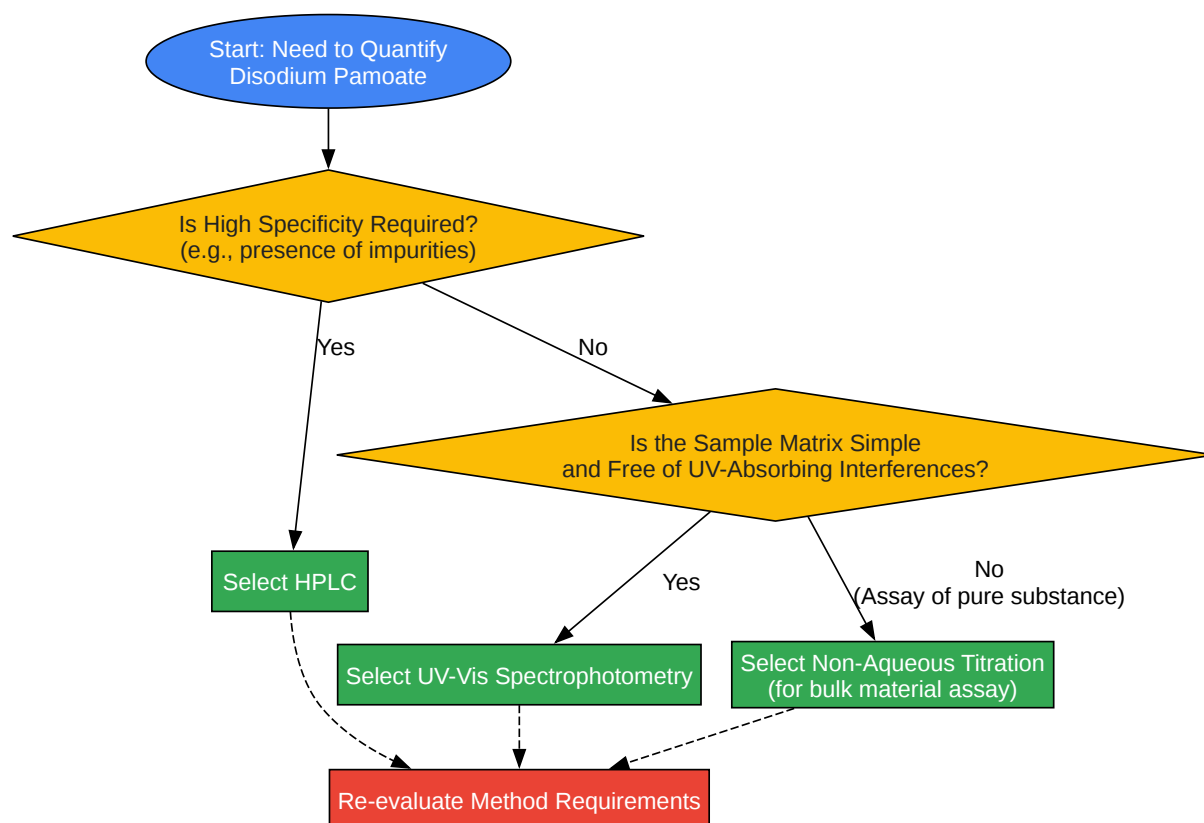 Start: Need to Quantify
Disodium Pamoate
Is High Specificity Required?
(e.g., presence of impurities)
Yes
No
Is the Sample Matrix Simple
and Free of UV-Absorbing Interferences?
Select HPLC
Yes
No
(Assay of pure substance)
Select UV-Vis Spectrophotometry
Select Non-Aqueous Titration
(for bulk material assay)
Re-evaluate Method Requirements